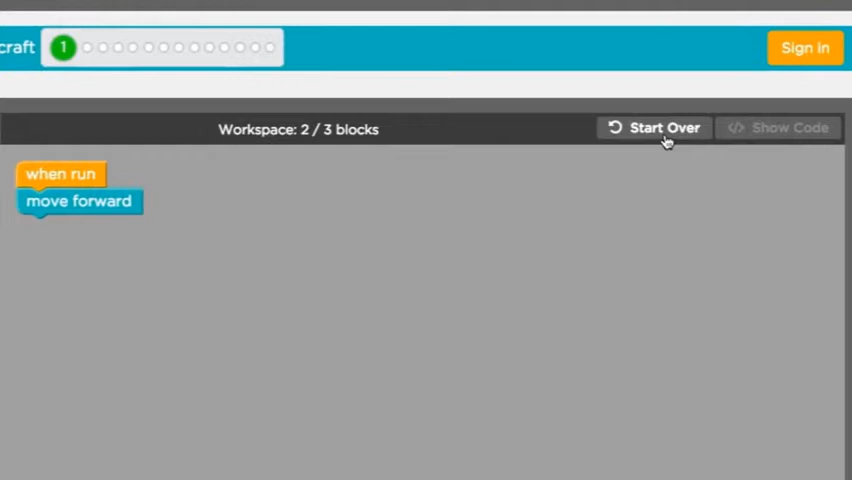 craft 1 Sign in
Workspace: 2 / 3 blocks Start Over </> Show Code
when run
move forward